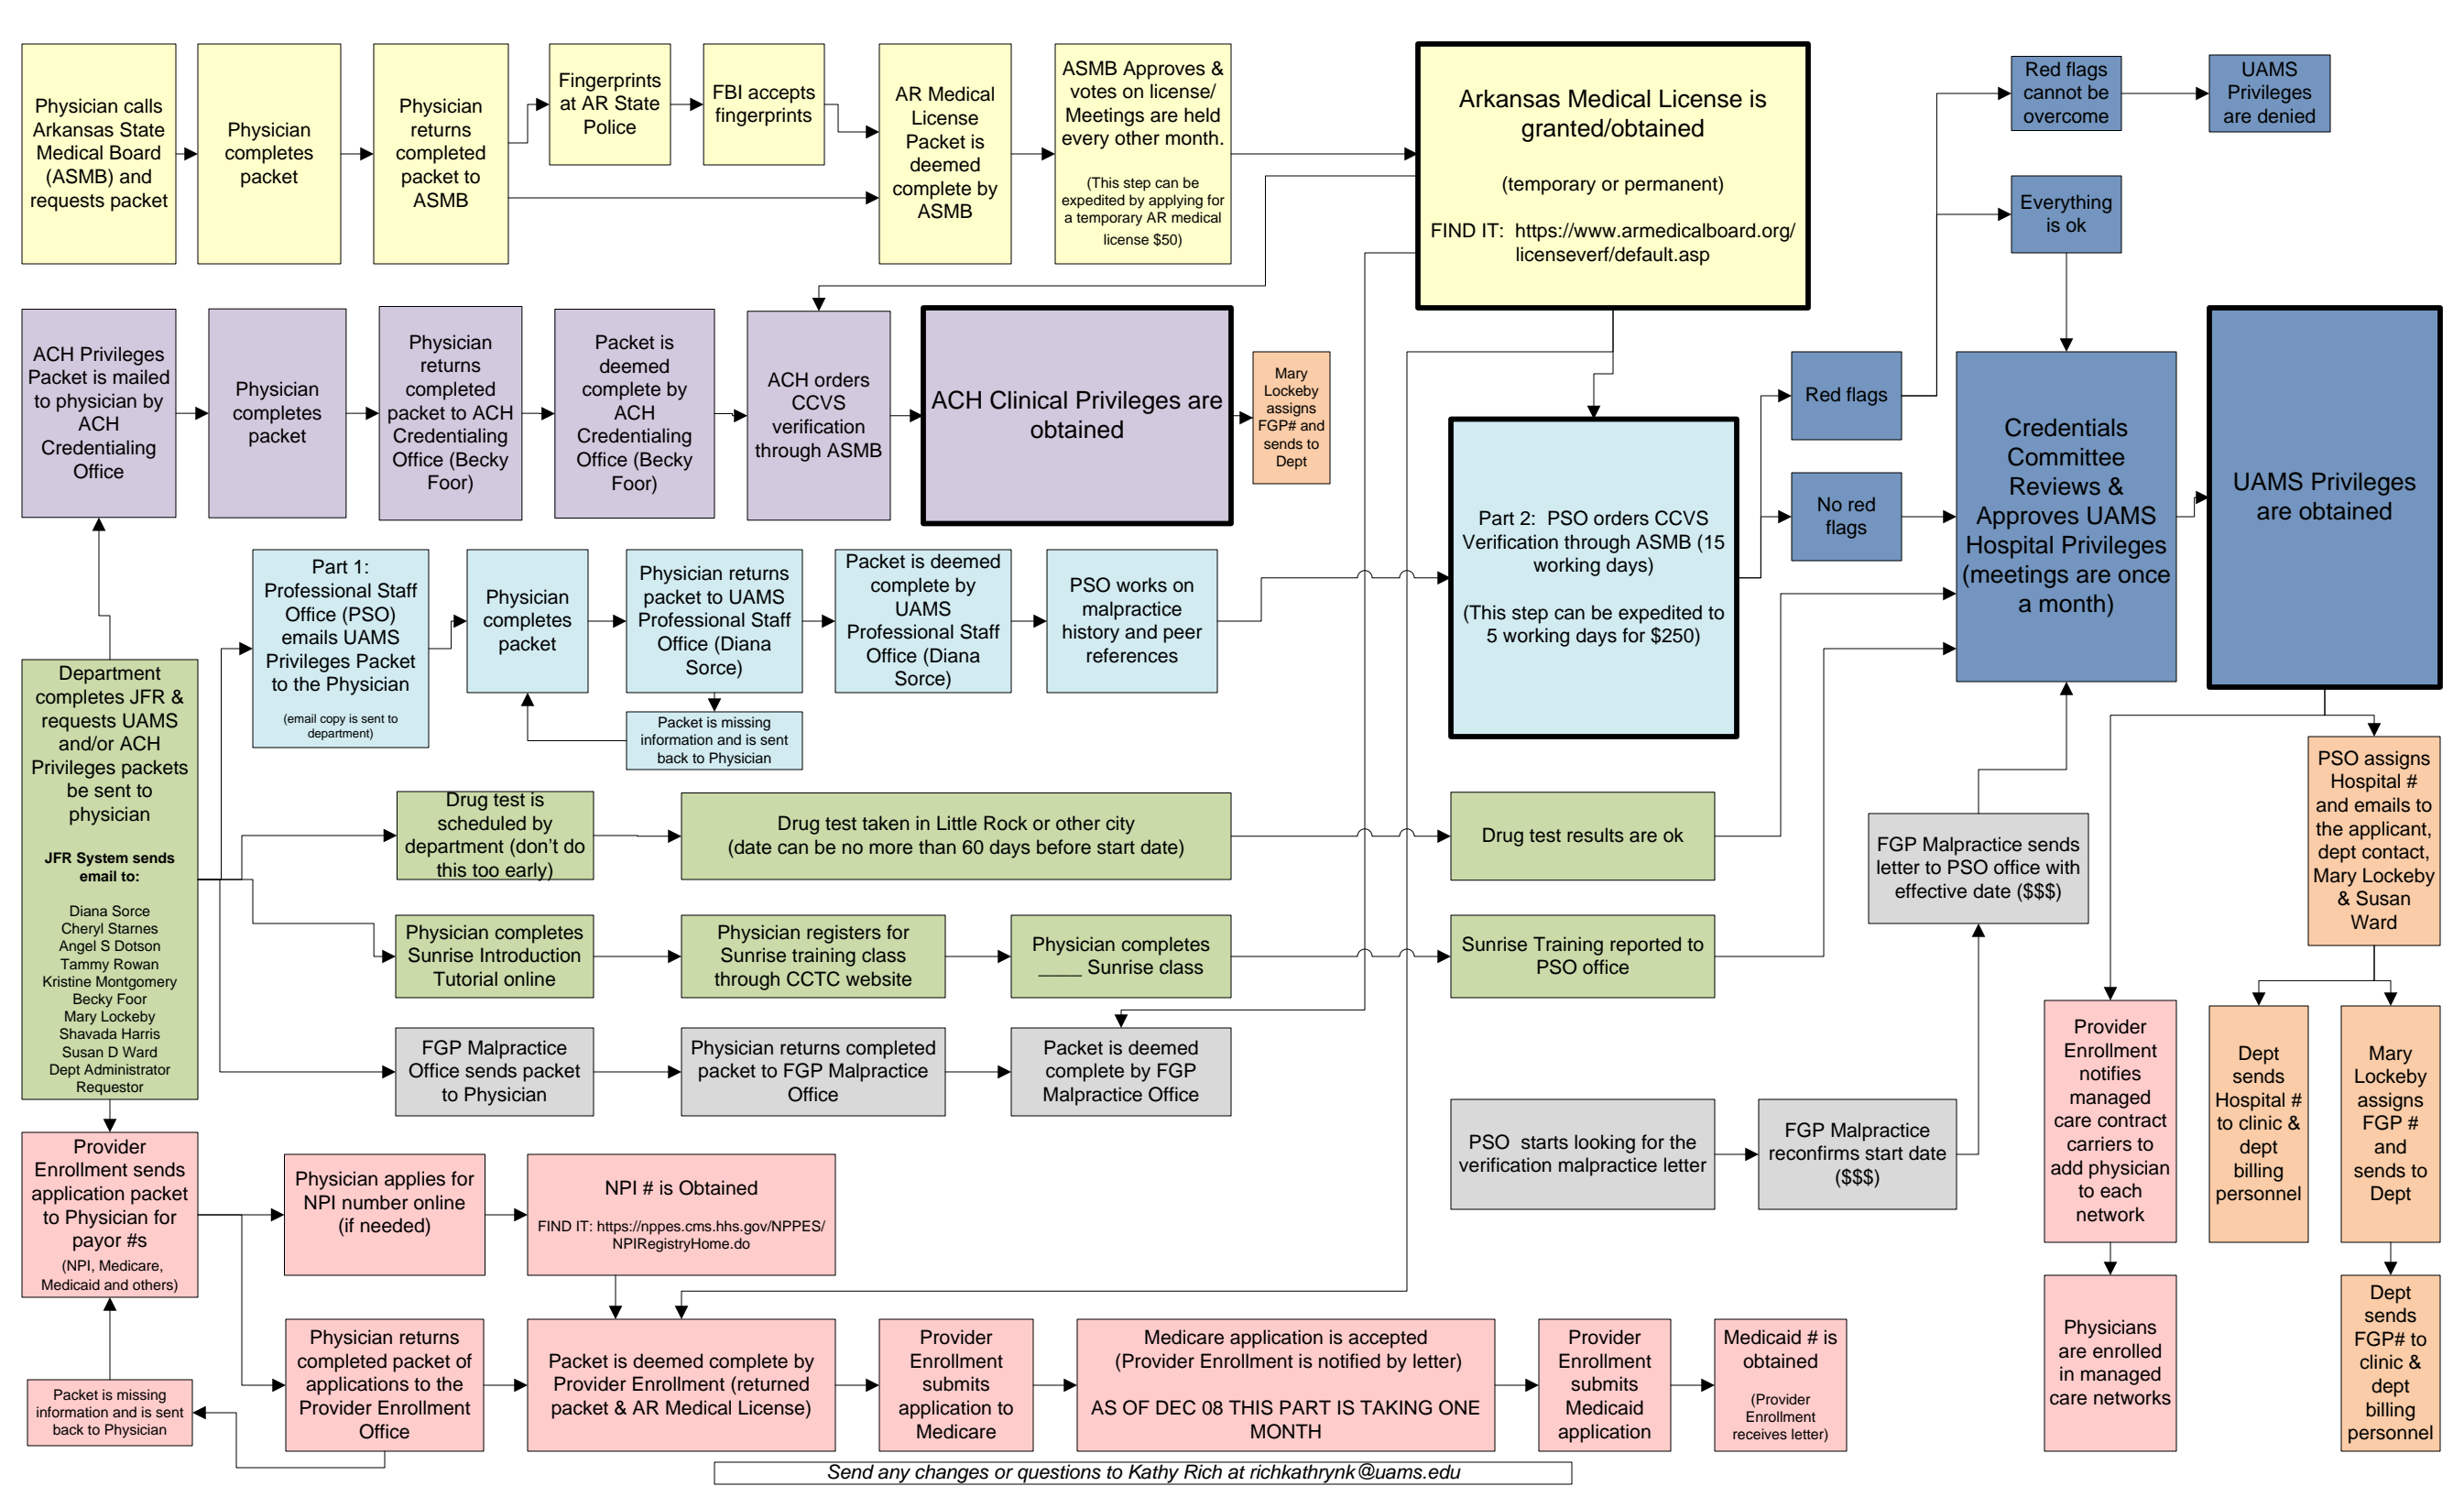 Physician calls
Arkansas State
Medical Board
(ASMB) and
requests packet
Physician
completes
packet
Physician
returns
completed
packet to
ASMB
Fingerprints
at AR State
Police
FBI accepts
fingerprints
AR Medical
License
Packet is
deemed
complete by
ASMB
ASMB Approves &
votes on license/
Meetings are held
every other month.
(This step can be
expedited by applying for
a temporary AR medical
license $50)
Arkansas Medical License is
granted/obtained
(temporary or permanent)
FIND IT:  https://www.armedicalboard.org/
licenseverf/default.asp
Red flags
cannot be
overcome
UAMS
Privileges
are denied
Everything
is ok
ACH Privileges
Packet is mailed
to physician by
ACH
Credentialing
Office
Physician
completes
packet
Physician
returns
completed
packet to ACH
Credentialing
Office (Becky
Foor)
Packet is
deemed
complete by
ACH
Credentialing
Office (Becky
Foor)
ACH orders
CCVS
verification
through ASMB
ACH Clinical Privileges are
obtained
Mary
Lockeby
assigns
FGP# and
sends to
Dept
Red flags
No red
flags
Credentials
Committee
Reviews &
Approves UAMS
Hospital Privileges
(meetings are once
a month)
UAMS Privileges
are obtained
Part 1:
Professional Staff
Office (PSO)
emails UAMS
Privileges Packet
to the Physician
(email copy is sent to
department)
Physician
completes
packet
Physician returns
packet to UAMS
Professional Staff
Office (Diana
Sorce)
Packet is missing
information and is sent
back to Physician
Packet is deemed
complete by
UAMS
Professional Staff
Office (Diana
Sorce)
PSO works on
malpractice
history and peer
references
Part 2:  PSO orders CCVS
Verification through ASMB (15
working days)
(This step can be expedited to
5 working days for $250)
Department
completes JFR &
requests UAMS
and/or ACH
Privileges packets
be sent to
physician
JFR System sends
email to:
Diana Sorce
Cheryl Starnes
Angel S Dotson
Tammy Rowan
Kristine Montgomery
Becky Foor
Mary Lockeby
Shavada Harris
Susan D Ward
Dept Administrator
Requestor
Drug test is
scheduled by
department (don't do
this too early)
Drug test taken in Little Rock or other city
(date can be no more than 60 days before start date)
Drug test results are ok
Physician completes
Sunrise Introduction
Tutorial online
Physician registers for
Sunrise training class
through CCTC website
Physician completes
____ Sunrise class
Sunrise Training reported to
PSO office
FGP Malpractice
Office sends packet
to Physician
Physician returns completed
packet to FGP Malpractice
Office
Packet is deemed
complete by FGP
Malpractice Office
PSO  starts looking for the
verification malpractice letter
FGP Malpractice
reconfirms start date
($$$)
FGP Malpractice sends
letter to PSO office with
effective date ($$$)
PSO assigns
Hospital #
and emails to
the applicant,
dept contact,
Mary Lockeby
& Susan
Ward
Provider
Enrollment
notifies
managed
care contract
carriers to
add physician
to each
network
Dept
sends
Hospital #
to clinic &
dept
billing
personnel
Mary
Lockeby
assigns
FGP #
and
sends to
Dept
Physicians
are enrolled
in managed
care networks
Dept
sends
FGP# to
clinic &
dept
billing
personnel
Provider
Enrollment sends
application packet
to Physician for
payor #s
(NPI, Medicare,
Medicaid and others)
Physician applies for
NPI number online
(if needed)
NPI # is Obtained
FIND IT: https://nppes.cms.hhs.gov/NPPES/
NPIRegistryHome.do
Packet is missing
information and is sent
back to Physician
Physician returns
completed packet of
applications to the
Provider Enrollment
Office
Packet is deemed complete by
Provider Enrollment (returned
packet & AR Medical License)
Provider
Enrollment
submits
application to
Medicare
Medicare application is accepted
(Provider Enrollment is notified by letter)
AS OF DEC 08 THIS PART IS TAKING ONE
MONTH
Provider
Enrollment
submits
Medicaid
application
Medicaid # is
obtained
(Provider
Enrollment
receives letter)
Send any changes or questions to Kathy Rich at richkathrynk@uams.edu